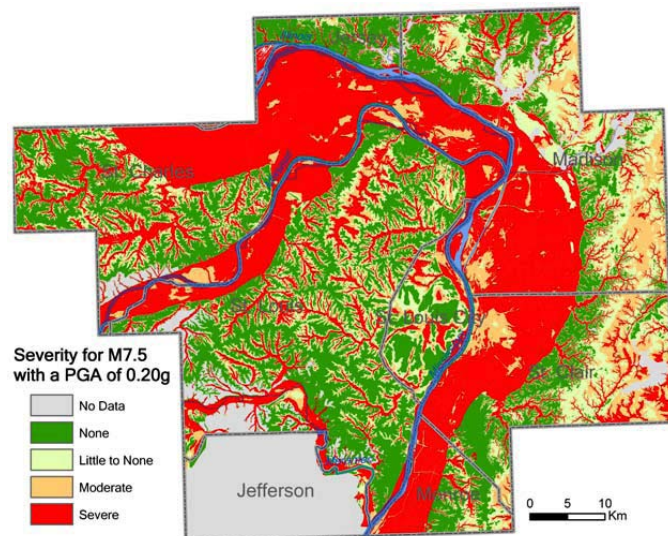 Jersey
Madison
St. Charles
St. Louis
St. Louis City
St. Clair
Severity for M7.5
with a PGA of 0.20g
No Data
None
Little to None
Moderate
Severe
Jefferson
Monroe
0 5 10
Km